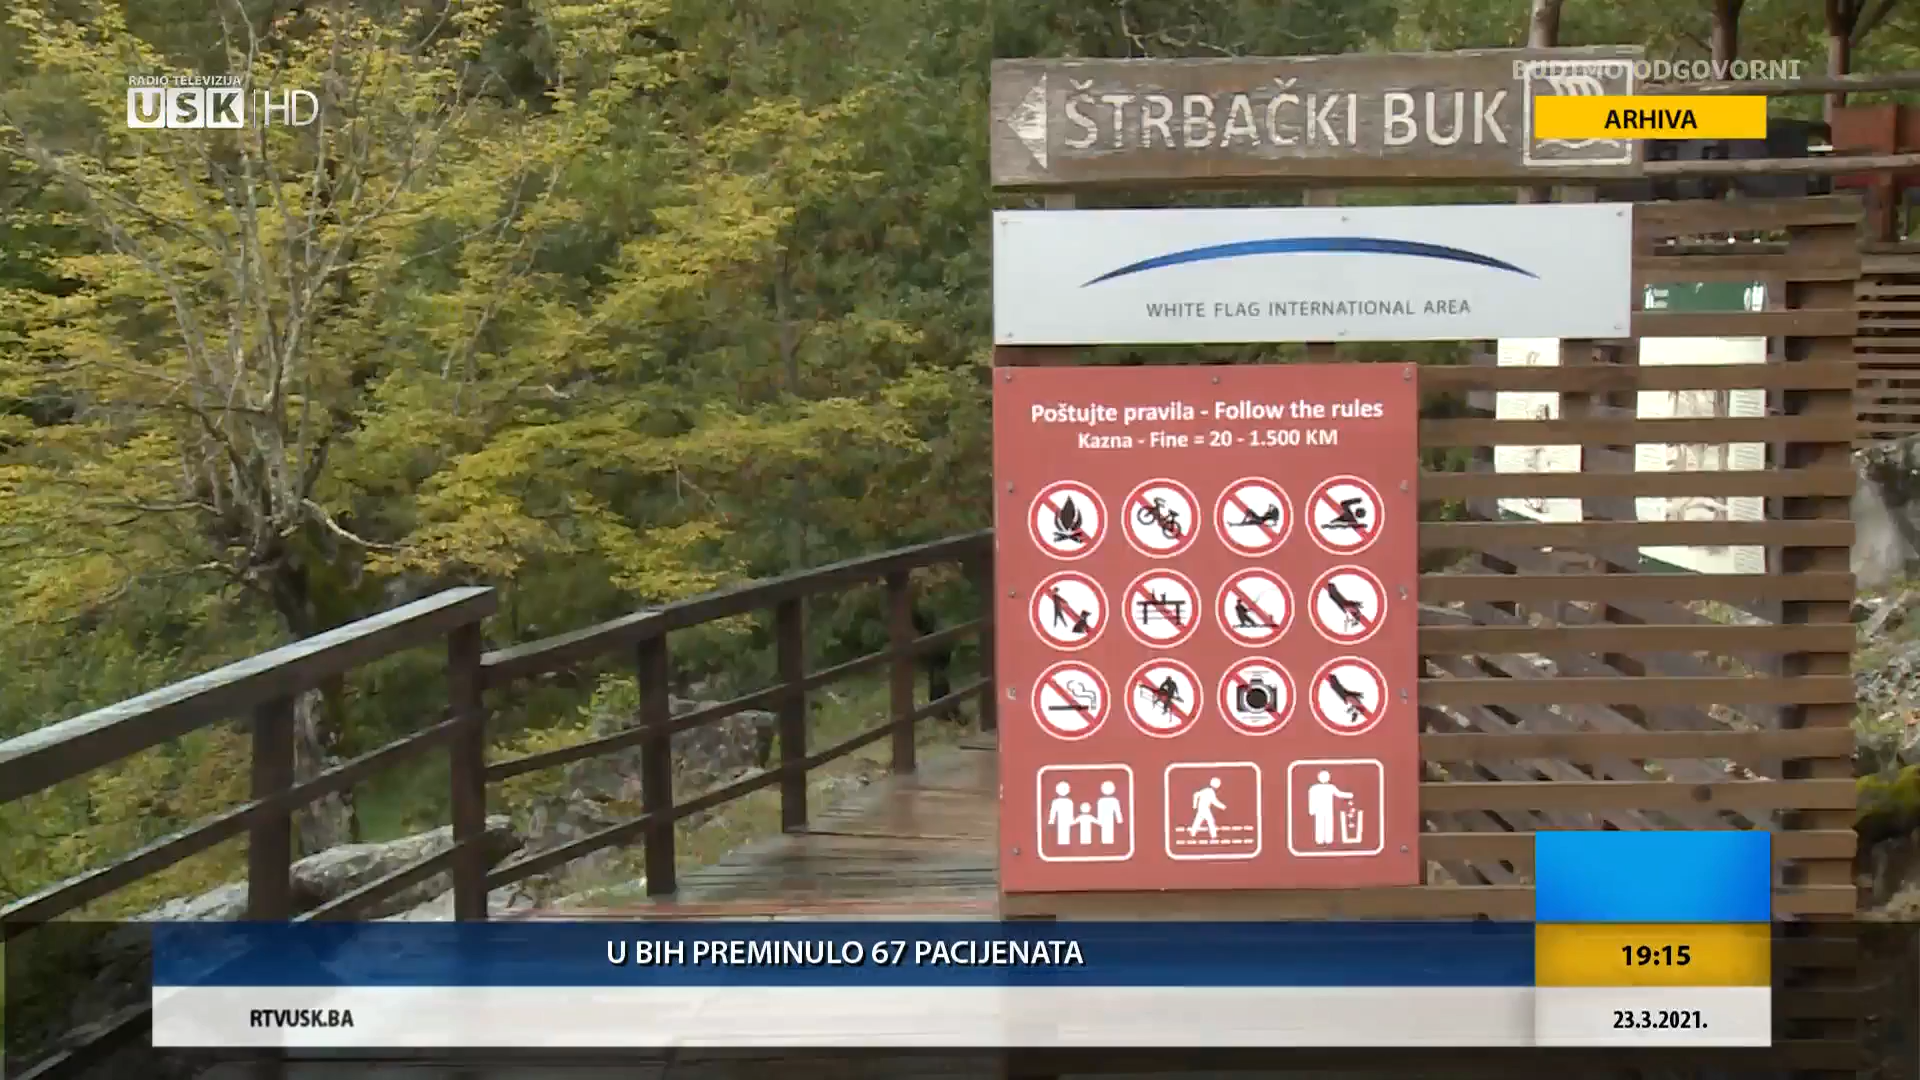 RADIO TELEVIZIJA
USK HD
BUDIMO ODGOVORNI
ARHIVA
ŠTRBAČKI BUK
WHITE FLAG INTERNATIONAL AREA
Poštujte pravila - Follow the rules
Kazna - Fine = 20 - 1.500 KM
U BIH PREMINULO 67 PACIJENATA
19:15
RTVUSK.BA
23.3.2021.